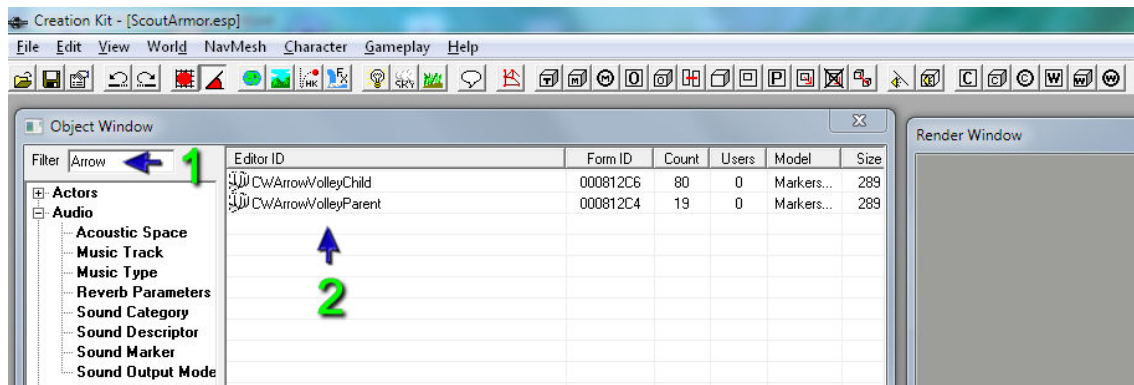 Creation Kit - [ScoutArmor.esp]
File Edit View World NavMesh Character Gameplay Help
Object Window
Render Window
Filter Arrow 1
Editor ID Form ID Count Users Model Size
CWArrowVolleyChild 000812C6 80 0 Markers... 289
CWArrowVolleyParent 000812C4 19 0 Markers... 289
2
Actors
Audio
Acoustic Space
Music Track
Music Type
Reverb Parameters
Sound Category
Sound Descriptor
Sound Marker
Sound Output Mode